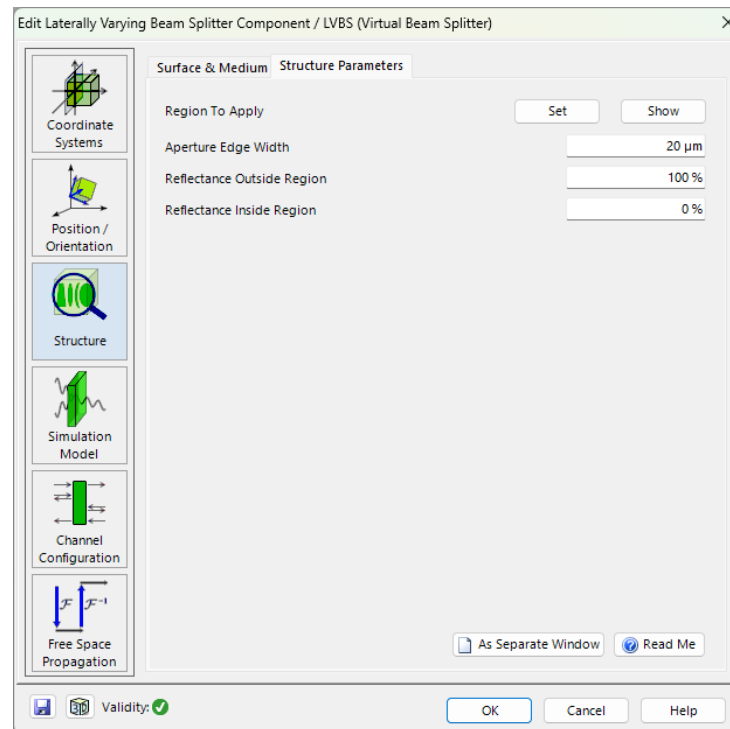 Edit Laterally Varying Beam Splitter Component / LVBS (Virtual Beam Splitter)
Coordinate
Systems
Position /
Orientation
Structure
Simulation
Model
Channel
Configuration
F F⁻¹
Free Space
Propagation
Surface & Medium Structure Parameters
Region To Apply Set Show
Aperture Edge Width 20 µm
Reflectance Outside Region 100 %
Reflectance Inside Region 0 %
As Separate Window ? Read Me
3D Validity: OK Cancel Help